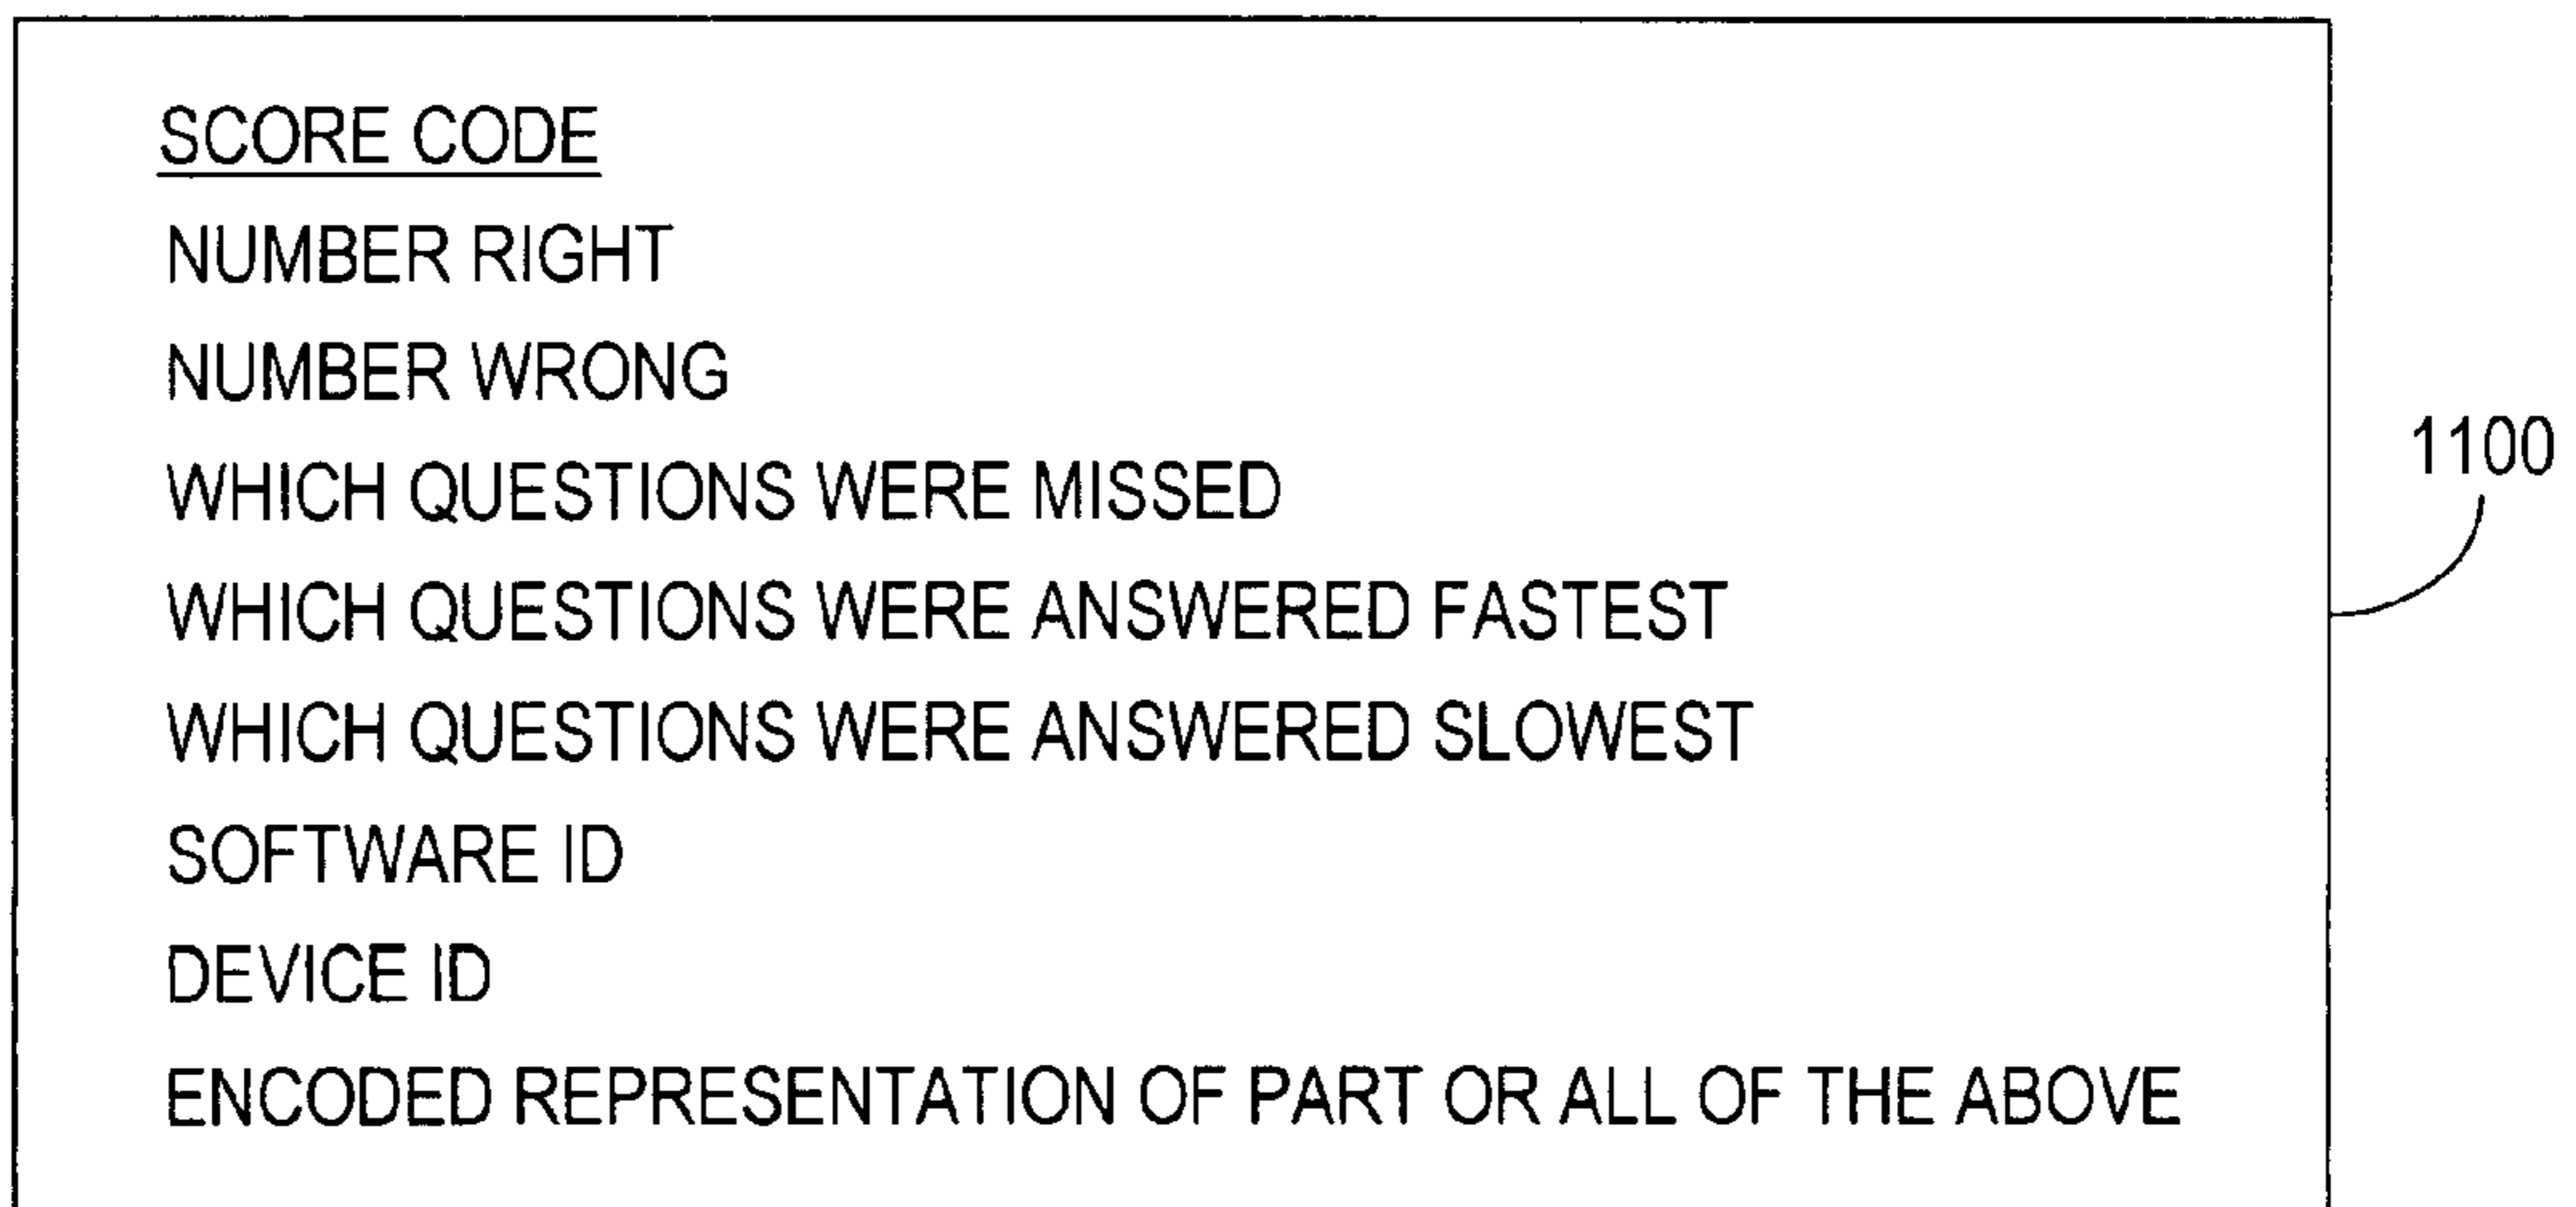 SCORE CODE
NUMBER RIGHT
NUMBER WRONG
WHICH QUESTIONS WERE MISSED
1100
WHICH QUESTIONS WERE ANSWERED FASTEST
WHICH QUESTIONS WERE ANSWERED SLOWEST
SOFTWARE ID
DEVICE ID
ENCODED REPRESENTATION OF PART OR ALL OF THE ABOVE